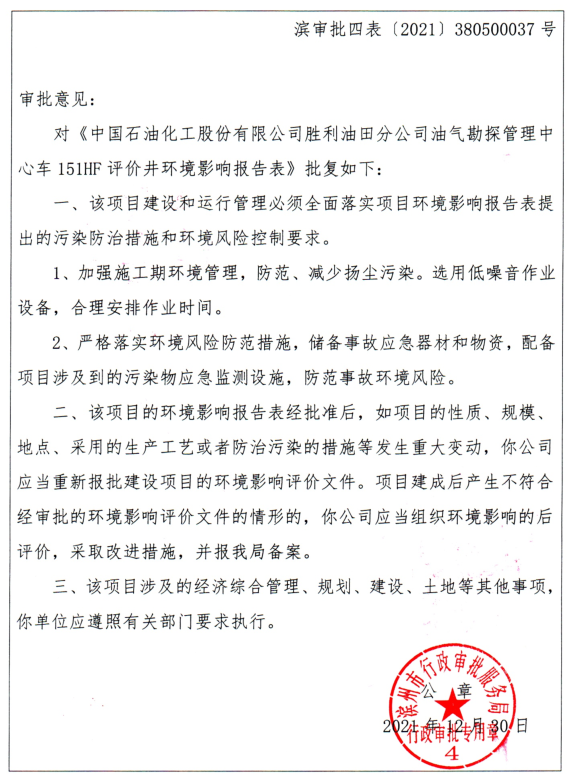 滨审批四表〔2021〕380500037 号
审批意见：
对《中国石油化工股份有限公司胜利油田分公司油气勘探管理中
心车 151HF 评价井环境影响报告表》批复如下：
一、该项目建设和运行管理必须全面落实项目环境影响报告表提
出的污染防治措施和环境风险控制要求。
1、加强施工期环境管理，防范、减少扬尘污染。选用低噪音作业
设备，合理安排作业时间。
2、严格落实环境风险防范措施，储备事故应急器材和物资，配备
项目涉及到的污染物应急监测设施，防范事故环境风险。
二、该项目的环境影响报告表经批准后，如项目的性质、规模、
地点、采用的生产工艺或者防治污染的措施等发生重大变动，你公司
应当重新报批建设项目的环境影响评价文件。项目建成后产生不符合
经审批的环境影响评价文件的情形的，你公司应当组织环境影响的后
评价，采取改进措施，并报我局备案。
三、该项目涉及的经济综合管理、规划、建设、土地等其他事项，
你单位应遵照有关部门要求执行。
滨州市行政审批服务局
公 章
2021 年 12 月 30 日
行政审批专用章
4